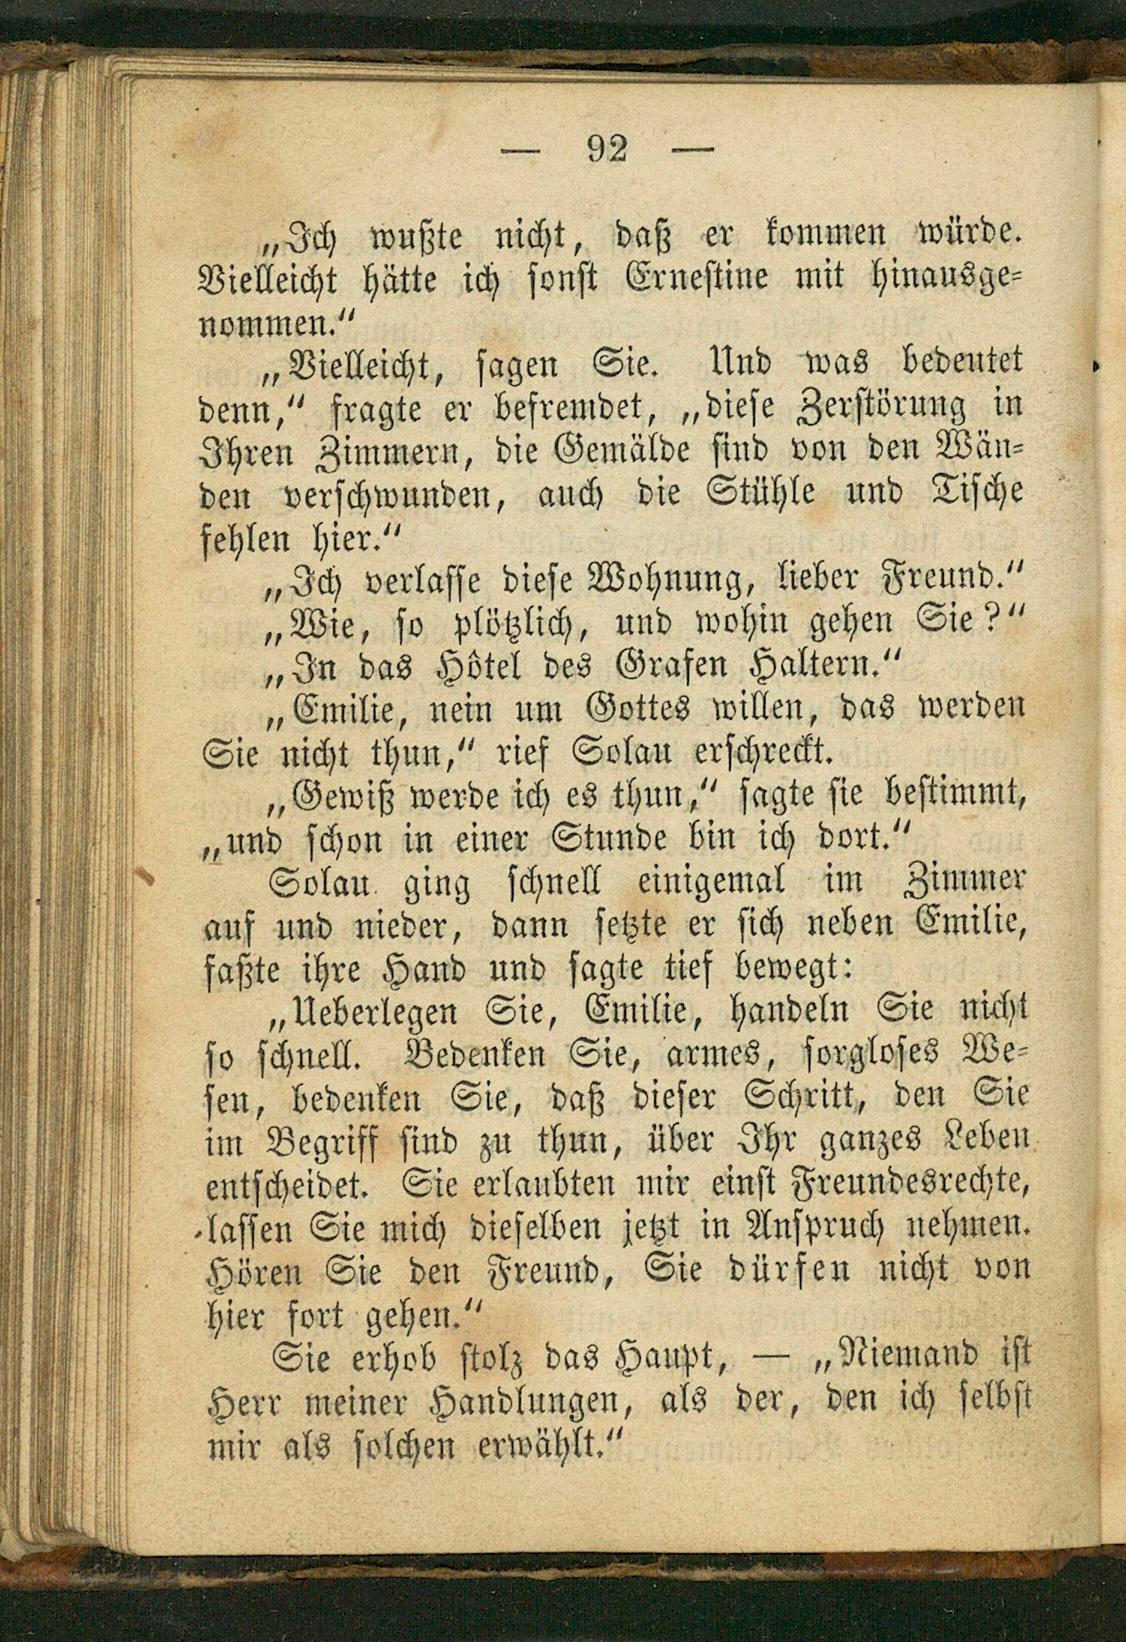 — 92 —
„Ich wußte nicht, daß er kommen würde.
Vielleicht hätte ich sonst Ernestine mit hinausge=
nommen.“
„Vielleicht, sagen Sie. Und was bedeutet
denn,“ fragte er befremdet, „diese Zerstörung in
Ihren Zimmern, die Gemälde sind von den Wän=
den verschwunden, auch die Stühle und Tische
fehlen hier.“
„Ich verlasse diese Wohnung, lieber Freund.“
„Wie, so plötzlich, und wohin gehen Sie?“
„In das Hôtel des Grafen Haltern.“
„Emilie, nein um Gottes willen, das werden
Sie nicht thun,“ rief Solau erschreckt.
„Gewiß werde ich es thun,“ sagte sie bestimmt,
„und schon in einer Stunde bin ich dort.“
Solau ging schnell einigemal im Zimmer
auf und nieder, dann setzte er sich neben Emilie,
faßte ihre Hand und sagte tief bewegt:
„Ueberlegen Sie, Emilie, handeln Sie nicht
so schnell. Bedenken Sie, armes, sorgloses We=
sen, bedenken Sie, daß dieser Schritt, den Sie
im Begriff sind zu thun, über Ihr ganzes Leben
entscheidet. Sie erlaubten mir einst Freundesrechte,
lassen Sie mich dieselben jetzt in Anspruch nehmen.
Hören Sie den Freund, Sie dürfen nicht von
hier fort gehen.“
Sie erhob stolz das Haupt, — „Niemand ist
Herr meiner Handlungen, als der, den ich selbst
mir als solchen erwählt.“